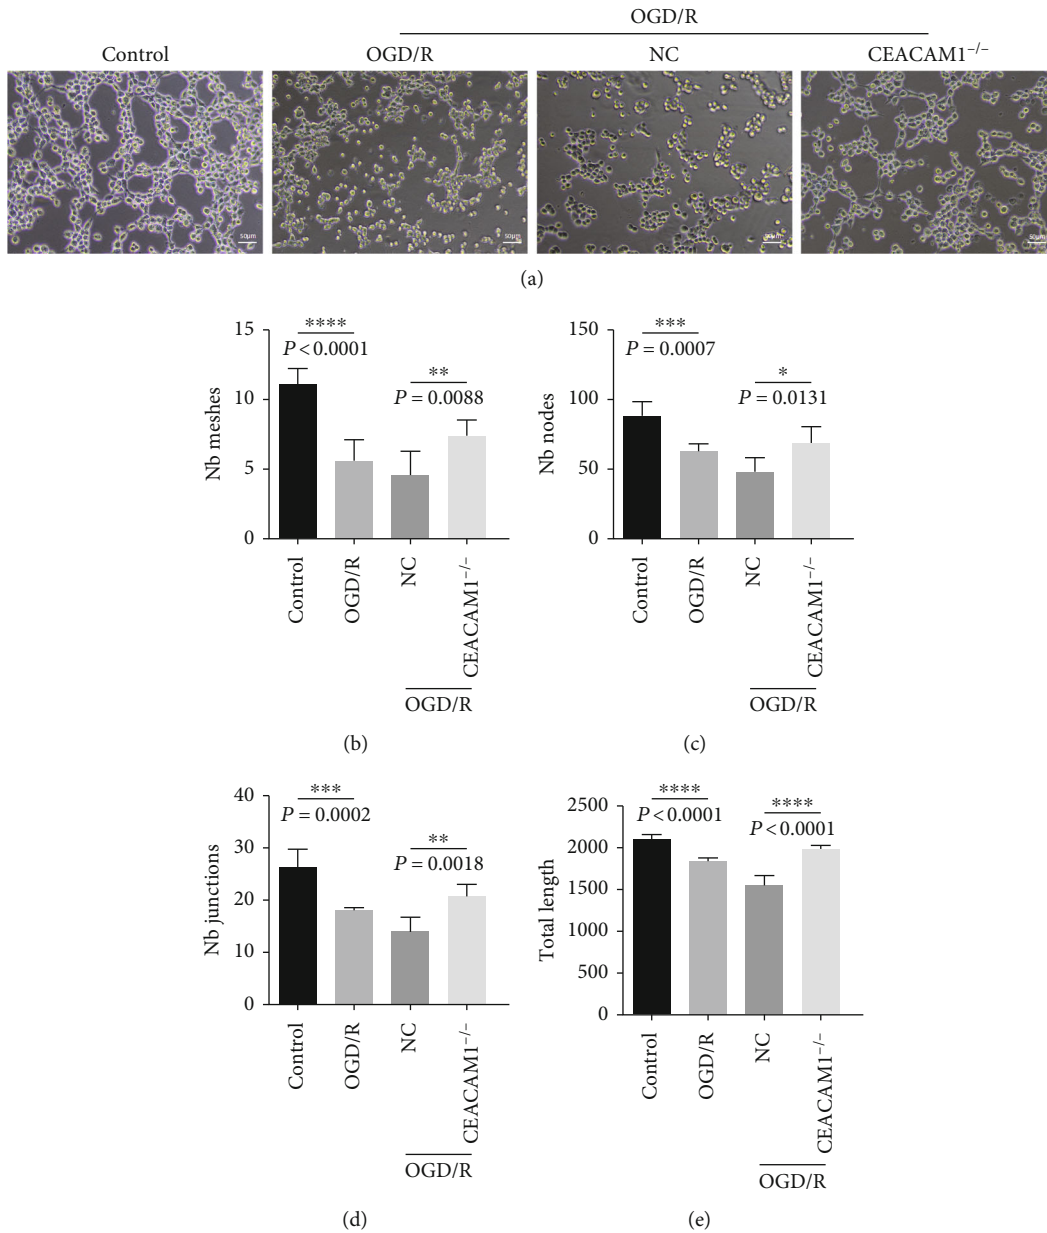 OGD/R
Control OGD/R NC CEACAM1⁻/⁻
50μm 50μm 50μm 50μm
(a)
15
10
5
0
Nb meshes
****
P < 0.0001
**
P = 0.0088
Control
OGD/R
NC
CEACAM1⁻/⁻
OGD/R
(b)
150
100
50
0
Nb nodes
***
P = 0.0007
*
P = 0.0131
Control
OGD/R
NC
CEACAM1⁻/⁻
OGD/R
(c)
40
30
20
10
0
Nb junctions
***
P = 0.0002
**
P = 0.0018
Control
OGD/R
NC
CEACAM1⁻/⁻
OGD/R
(d)
2500
2000
1500
1000
500
0
Total length
****
P < 0.0001
****
P < 0.0001
Control
OGD/R
NC
CEACAM1⁻/⁻
OGD/R
(e)